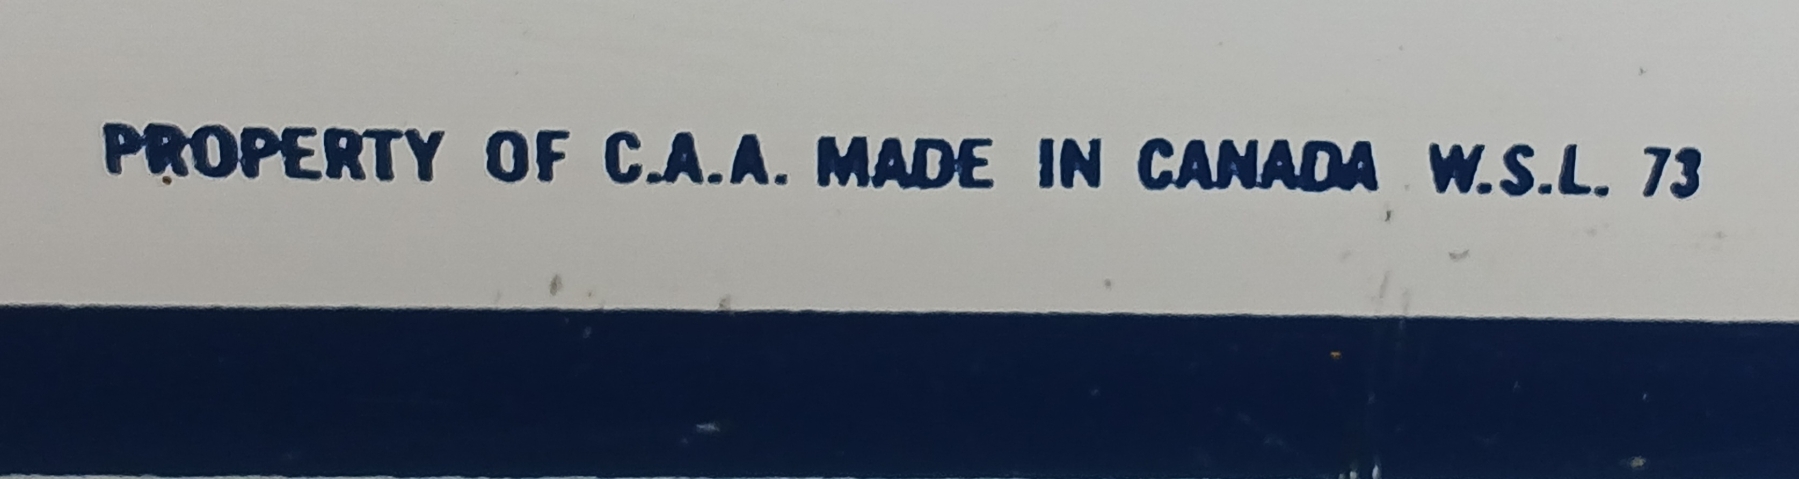 PROPERTY OF C.A.A. MADE IN CANADA W.S.L. 73